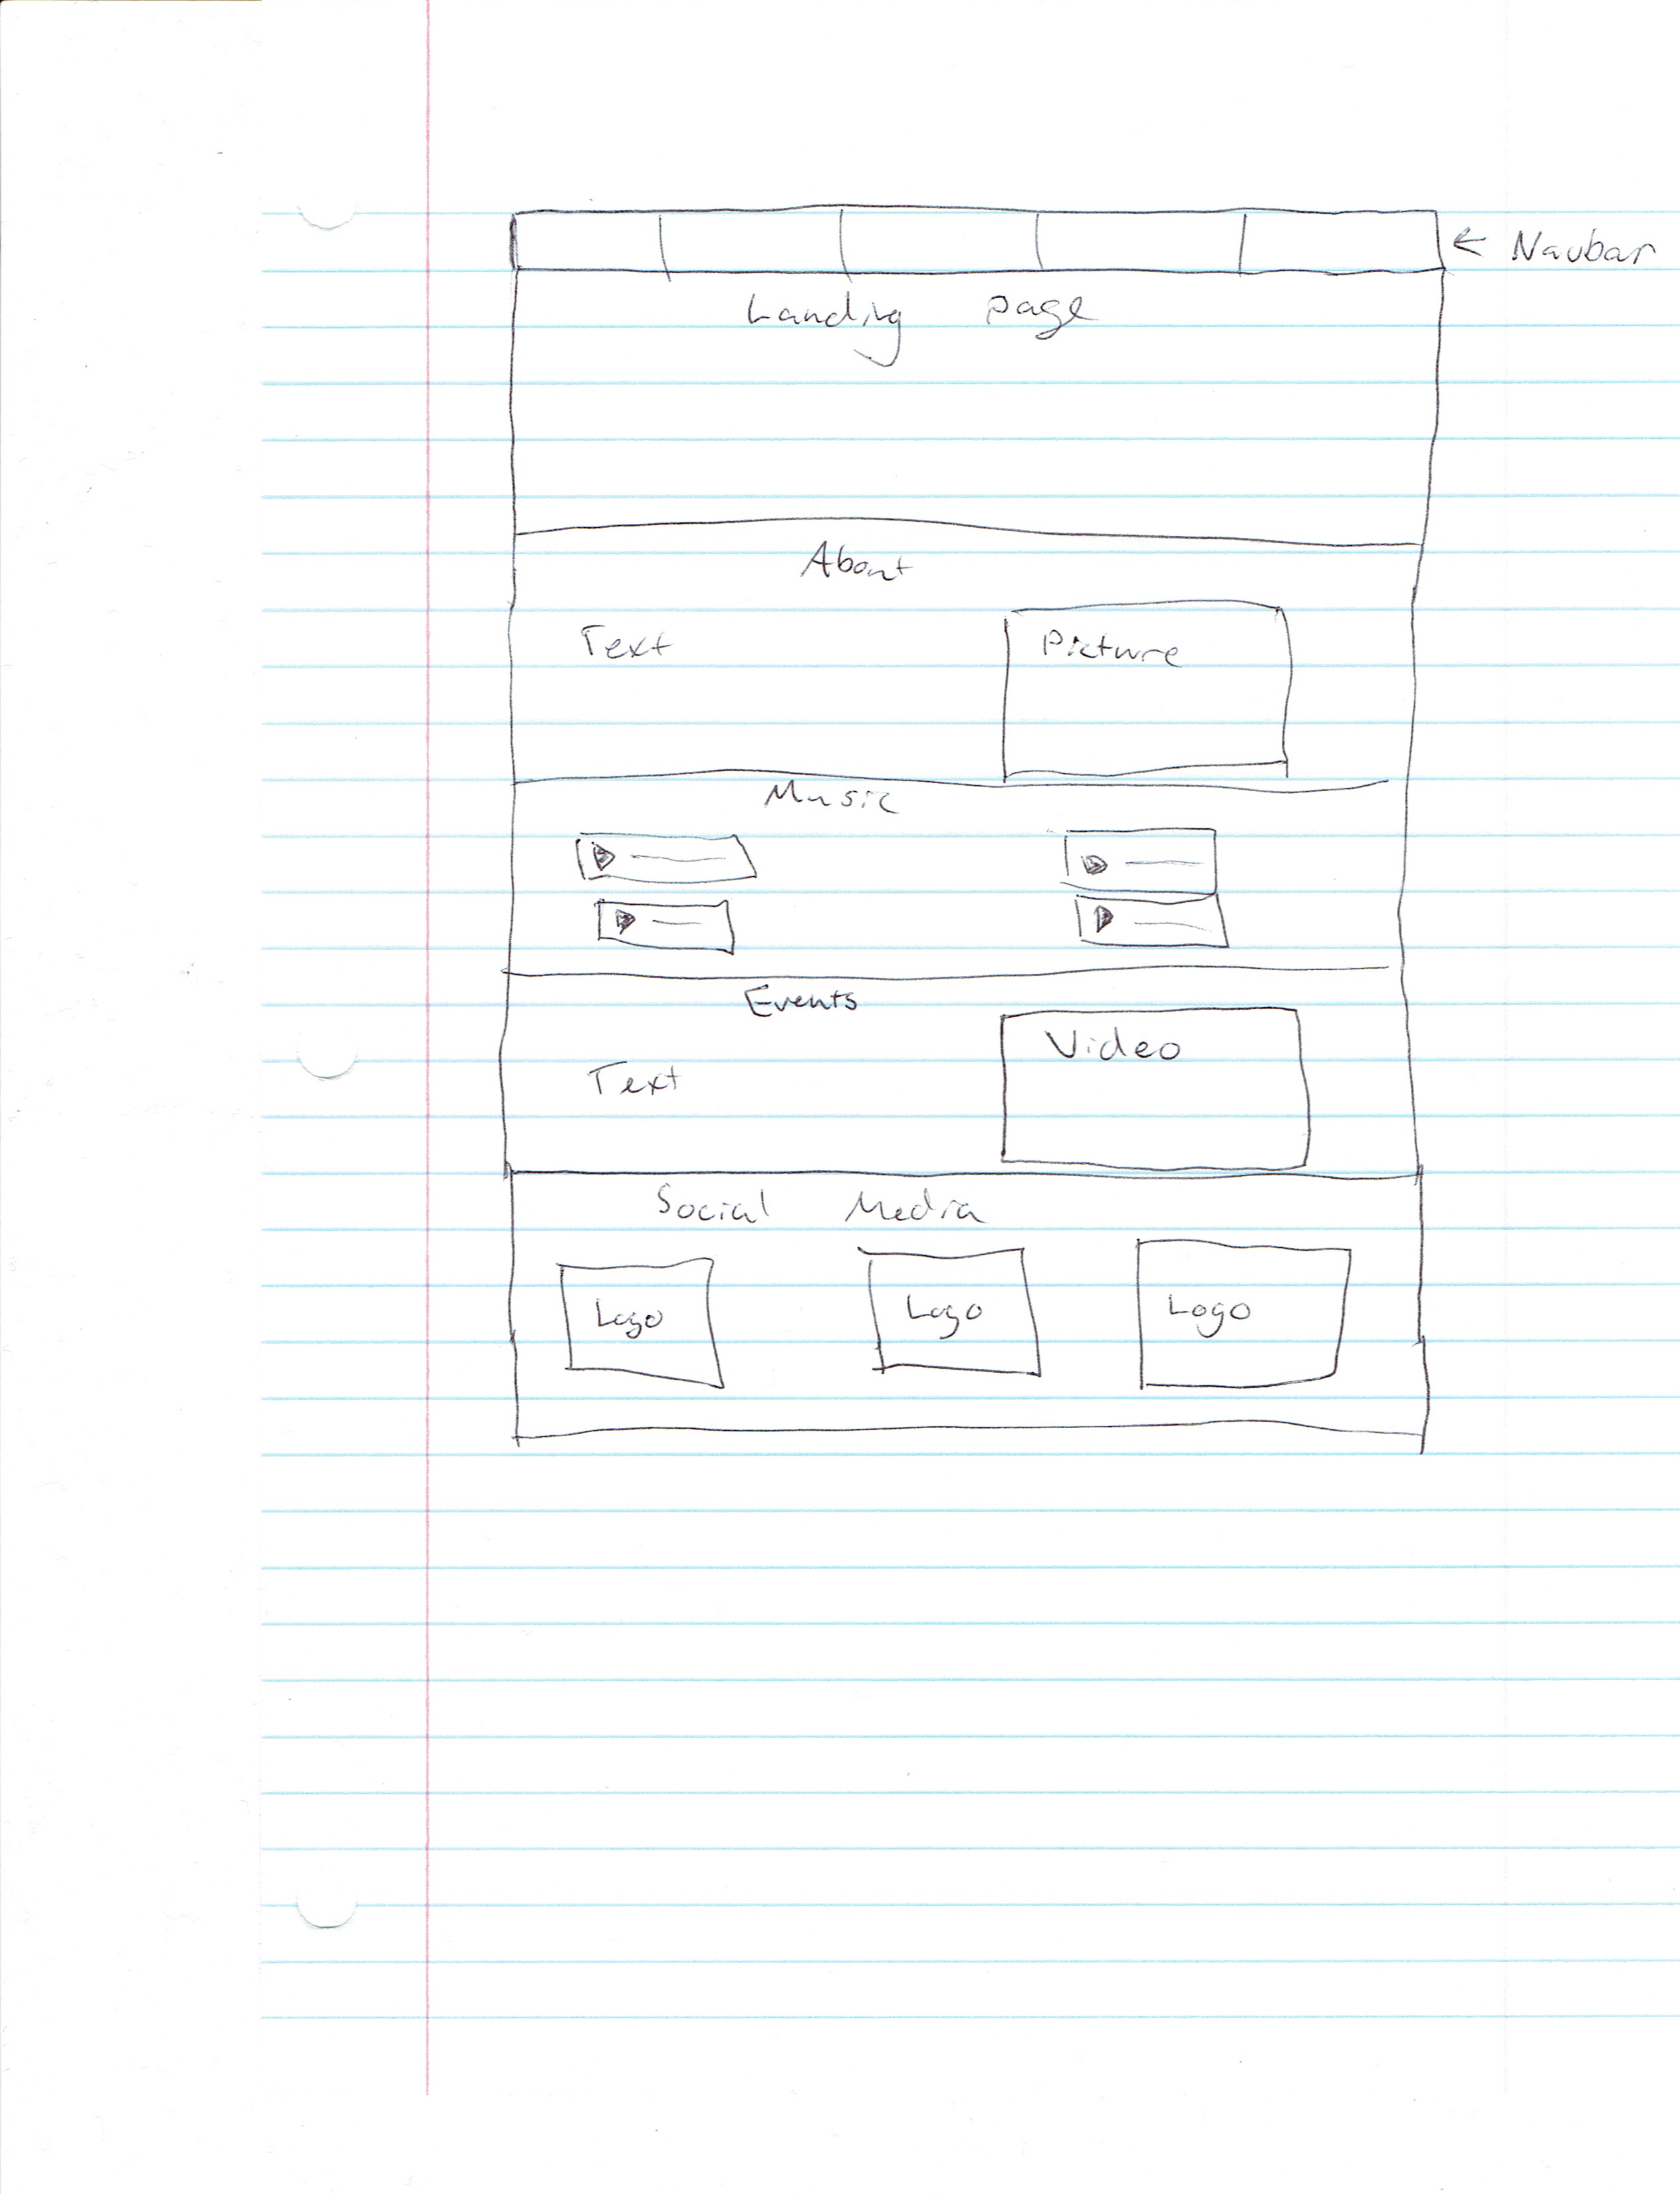 ← Navbar
Landing page
About
Text
Picture
Music
Events
Video
Text
Social Media
Logo Logo Logo